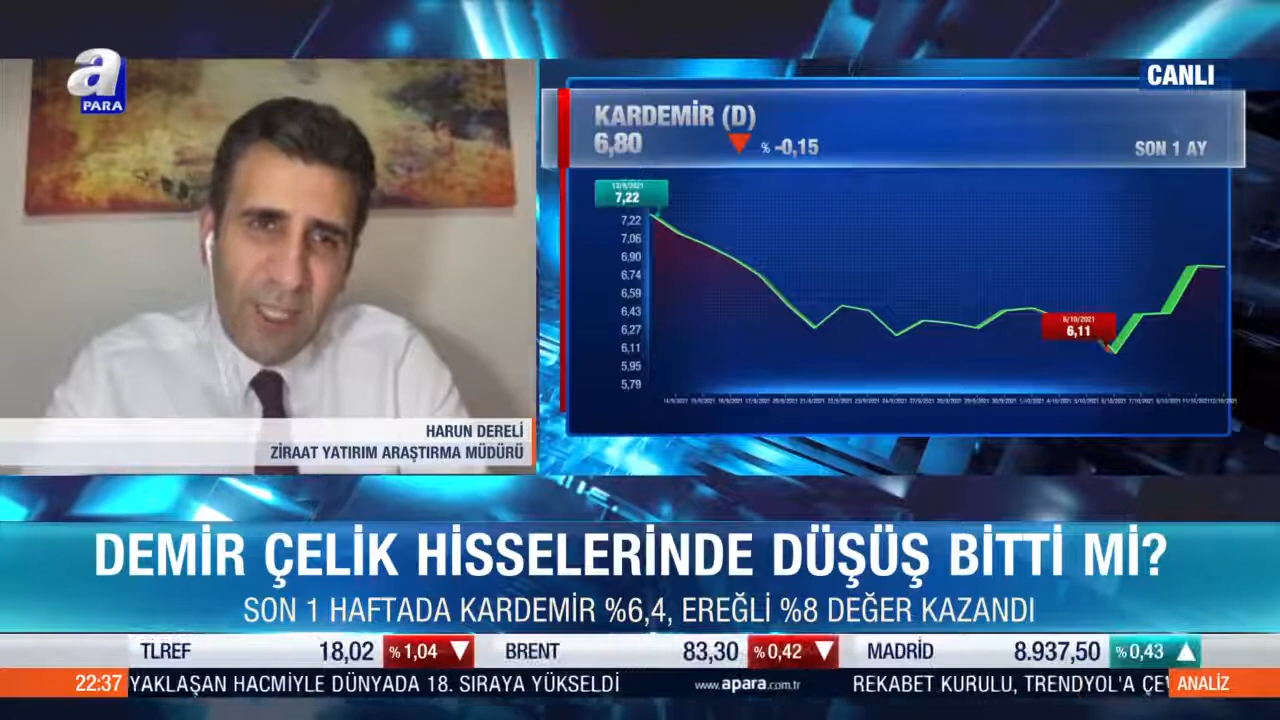 a
PARA
CANLI
KARDEMİR (D)
6,80
% -0,15
SON 1 AY
13/9/2021
7,22
7,22
7,06
6,90
6,74
6,59
6,43
6,27
6,11
5,95
5,79
6/10/2021
6,11
HARUN DERELİ
ZİRAAT YATIRIM ARAŞTIRMA MÜDÜRÜ
DEMİR ÇELİK HİSSELERİNDE DÜŞÜŞ BİTTİ Mİ?
SON 1 HAFTADA KARDEMİR %6,4, EREĞLİ %8 DEĞER KAZANDI
TLREF 18,02 %1,04 BRENT 83,30 %0,42 MADRİD 8.937,50 %0,43
22:37 YAKLAŞAN HACMİYLE DÜNYADA 18. SIRAYA YÜKSELDİ www.apara.com.tr REKABET KURULU, TRENDYOL'A ANALİZ